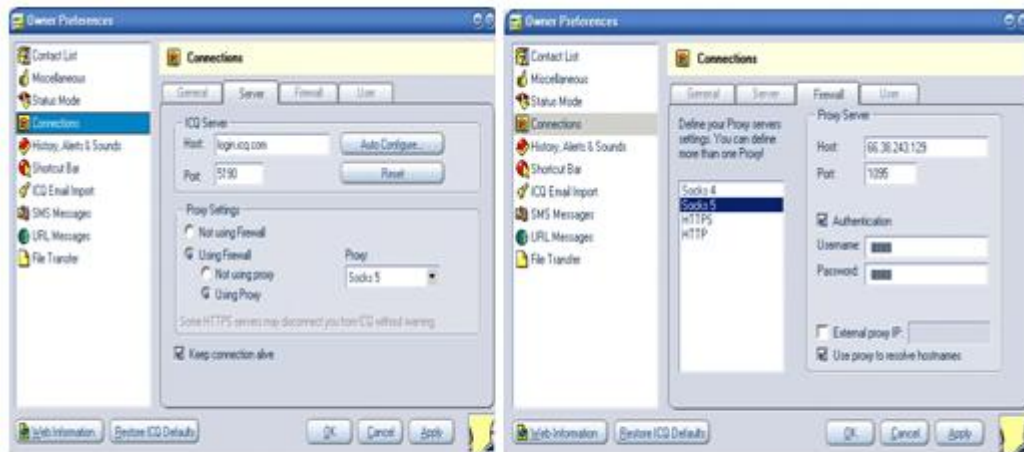 Owner Preferences
Contact List
Miscellaneous
Status Mode
Connections
History, Alerts & Sounds
Shortcut Bar
ICQ Email Import
SMS Messages
URL Messages
File Transfer
Connections
General Server Firewall User
ICQ Server
Host: login.icq.com
Auto Configure...
Port: 5190
Reset
Proxy Settings
Not using Firewall
Using Firewall
Proxy
Not using proxy
Socks 5
Using Proxy
Some HTTPS servers may disconnect you from ICQ without warning.
Keep connection alive
Web Information
Restore ICQ Defaults
OK
Cancel
Apply
Owner Preferences
Contact List
Miscellaneous
Status Mode
Connections
History, Alerts & Sounds
Shortcut Bar
ICQ Email Import
SMS Messages
URL Messages
File Transfer
Connections
General Server Firewall User
Define your Proxy servers
settings. You can define
more than one Proxy!
Socks 4
Socks 5
HTTPS
HTTP
Proxy Server
Host: 66.38.243.129
Port: 1095
Authentication
Username:
Password:
External proxy IP:
Use proxy to resolve hostnames
Web Information
Restore ICQ Defaults
OK
Cancel
Apply